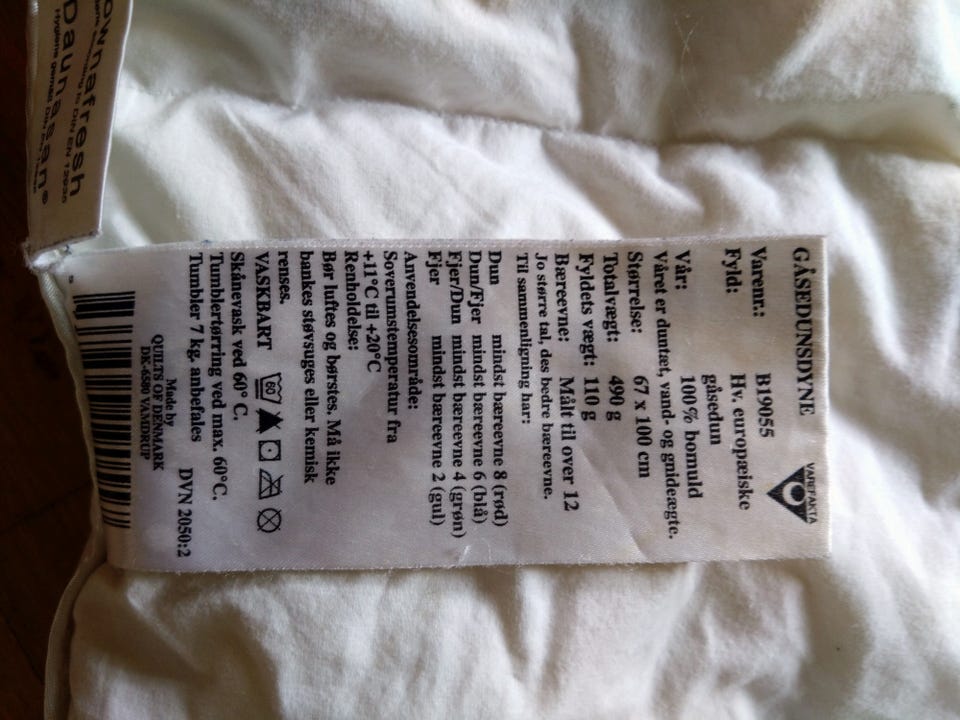 ownafresh
Daunasan®
GÅSEDUNSDYNE
VAREFAKTA
Varenr.: B19055
Fyld: Hv. europæiske
gåsedun
Vår: 100% bomuld
Våret er duntæt, vand- og gnideægte.
Størrelse: 67 x 100 cm
Totalvægt: 490 g
Fyldets vægt: 110 g
Bæreevne: Målt til over 12
Jo større tal, des bedre bæreevne.
Til sammenligning har:
Dun mindst bæreevne 8 (rød)
Dun/Fjer mindst bæreevne 6 (blå)
Fjer/Dun mindst bæreevne 4 (grøn)
Fjer mindst bæreevne 2 (gul)
Anvendelsesområde:
Soverumstemperatur fra
+11°C til +20°C
Renholdelse:
Bør luftes og børstes. Må ikke
bankes støvsuges eller kemisk
renses.
VASKBART 60
Skånevask ved 60° C.
Tumblertørring ved max. 60°C.
Tumbler 7 kg. anbefales
DVN 2050:2
Made by
QUILTS OF DENMARK
DK-6580 VAMDRUP